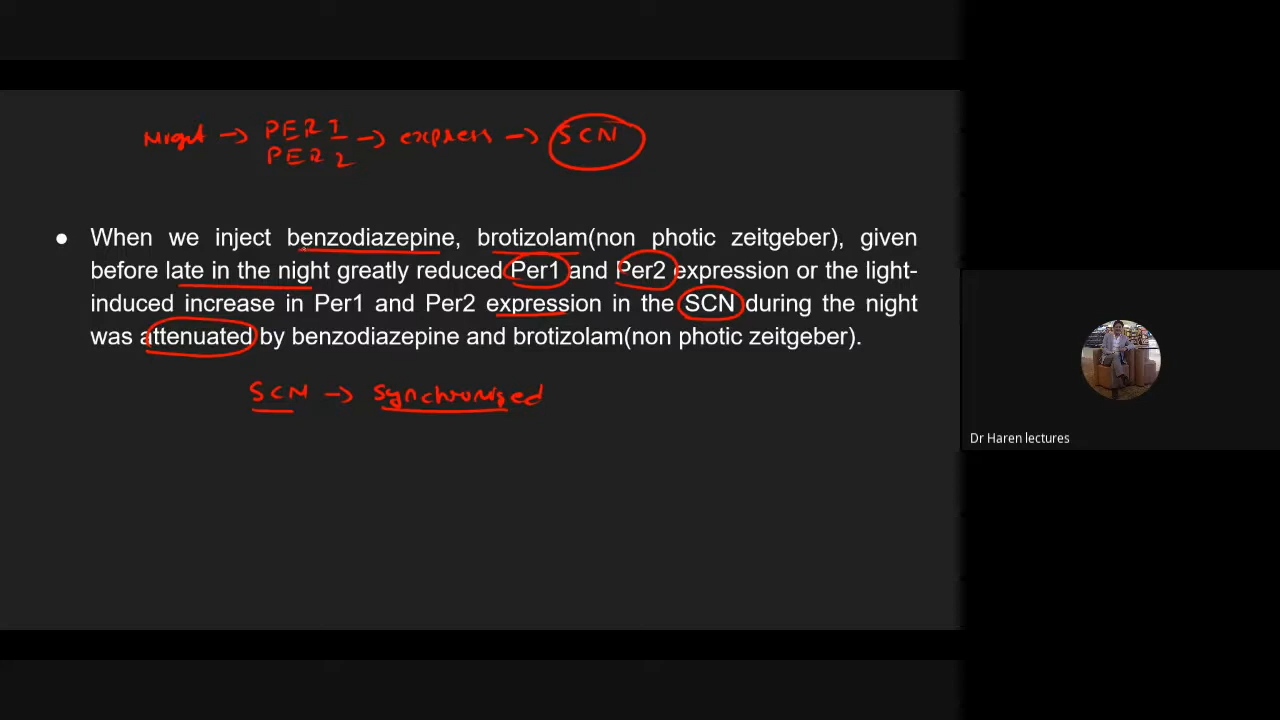 Night → PER 1 → express → SCN
PER 2
● When we inject benzodiazepine, brotizolam(non photic zeitgeber), given
before late in the night greatly reduced Per1 and Per2 expression or the light-
induced increase in Per1 and Per2 expression in the SCN during the night
was attenuated by benzodiazepine and brotizolam(non photic zeitgeber).
SCN → synchronised
Dr Haren lectures